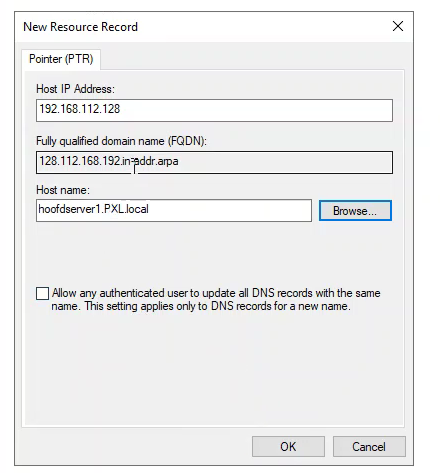 New Resource Record
Pointer (PTR)
Host IP Address:
192.168.112.128
Fully qualified domain name (FQDN):
128.112.168.192.in-addr.arpa
Host name:
hoofdserver1.PXL.local
Browse...
Allow any authenticated user to update all DNS records with the same
name. This setting applies only to DNS records for a new name.
OK
Cancel